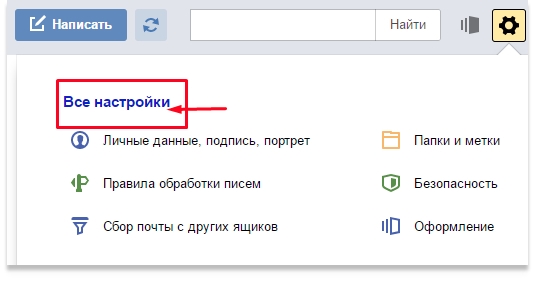 Написать
Найти
Все настройки
Личные данные, подпись, портрет
Папки и метки
Правила обработки писем
Безопасность
Сбор почты с других ящиков
Оформление